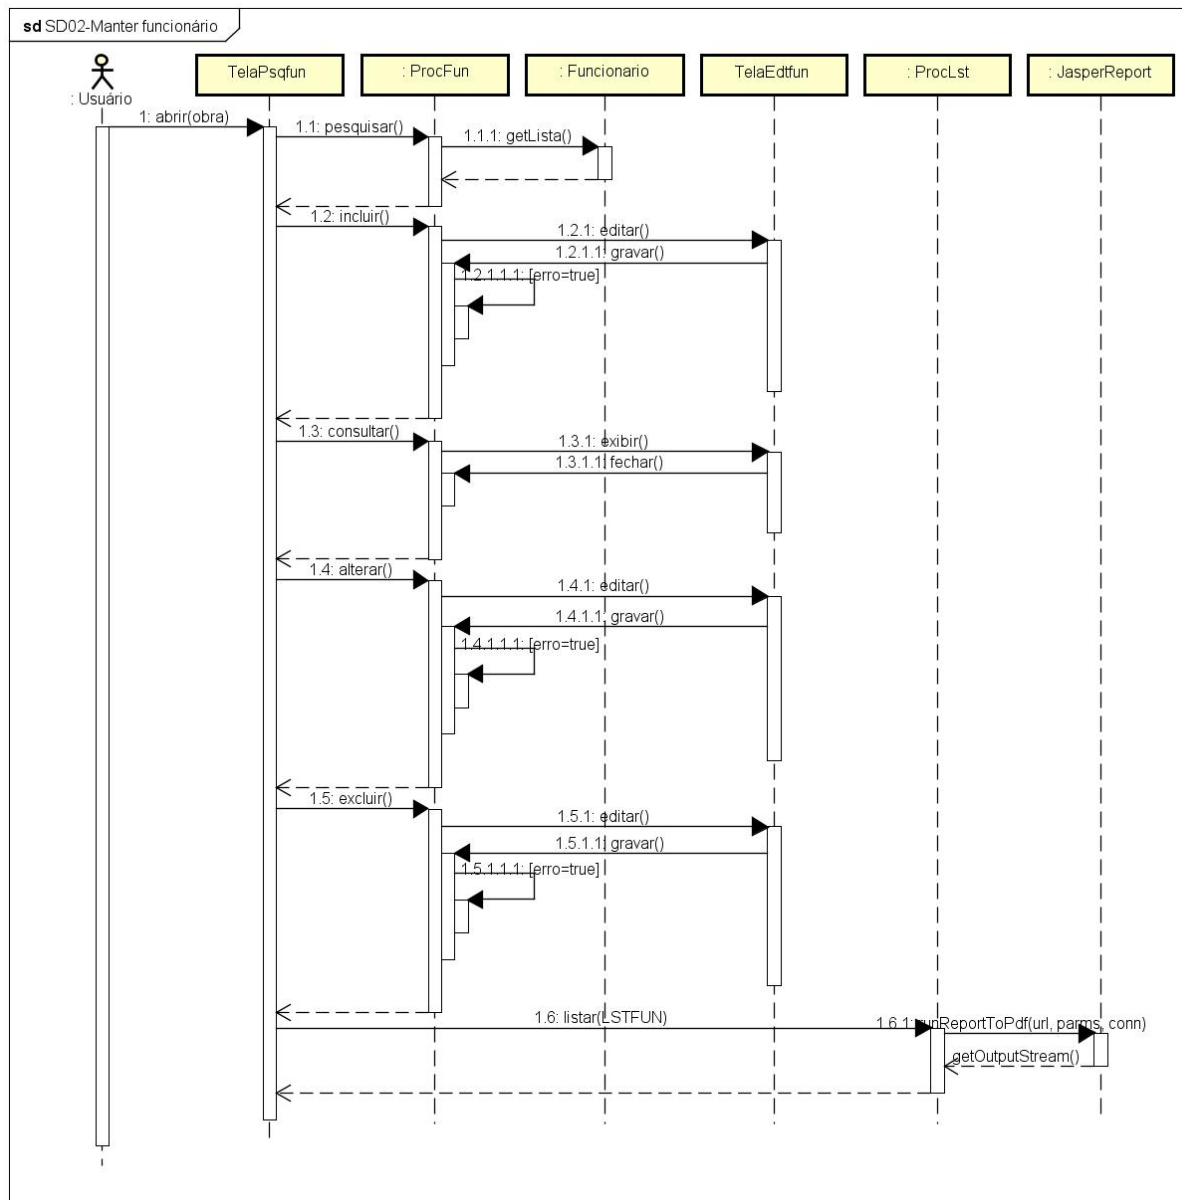 sd SD02-Manter funcionário
: Usuário
TelaPsqfun
: ProcFun
: Funcionario
TelaEdtfun
: ProcLst
: JasperReport
1: abrir(obra)
1.1: pesquisar()
1.1.1: getLista()
1.2: incluir()
1.2.1: editar()
1.2.1.1: gravar()
1.2.1.1.1: [erro=true]
1.3: consultar()
1.3.1: exibir()
1.3.1.1: fechar()
1.4: alterar()
1.4.1: editar()
1.4.1.1: gravar()
1.4.1.1.1: [erro=true]
1.5: excluir()
1.5.1: editar()
1.5.1.1: gravar()
1.5.1.1.1: [erro=true]
1.6: listar(LSTFUN)
1.6.1: runReportToPdf(url, parms, conn)
getOutputStream()